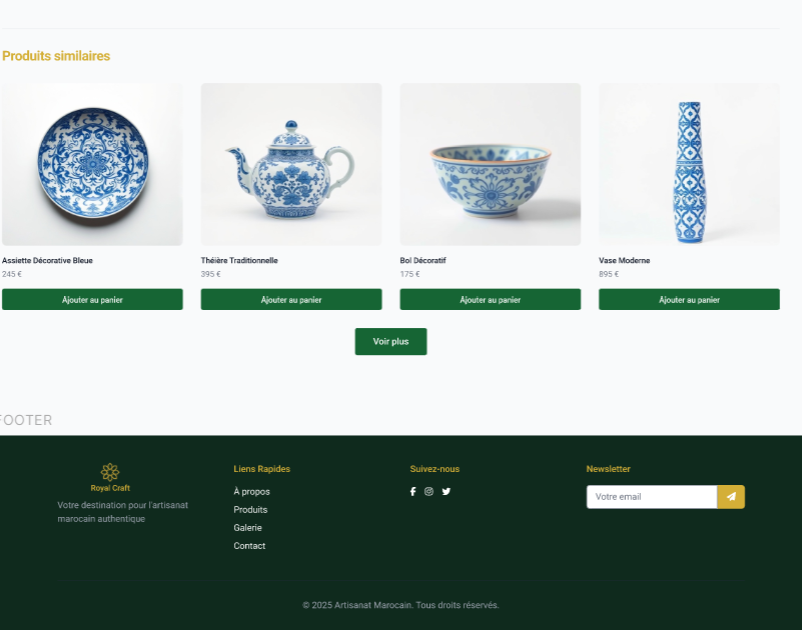 Produits similaires
Assiette Décorative Bleue
245 €
Ajouter au panier
Théière Traditionnelle
395 €
Ajouter au panier
Bol Décoratif
175 €
Ajouter au panier
Vase Moderne
895 €
Ajouter au panier
Voir plus
FOOTER
Royal Craft
Votre destination pour l'artisanat
marocain authentique
Liens Rapides
À propos
Produits
Galerie
Contact
Suivez-nous
Newsletter
Votre email
© 2025 Artisanat Marocain. Tous droits réservés.